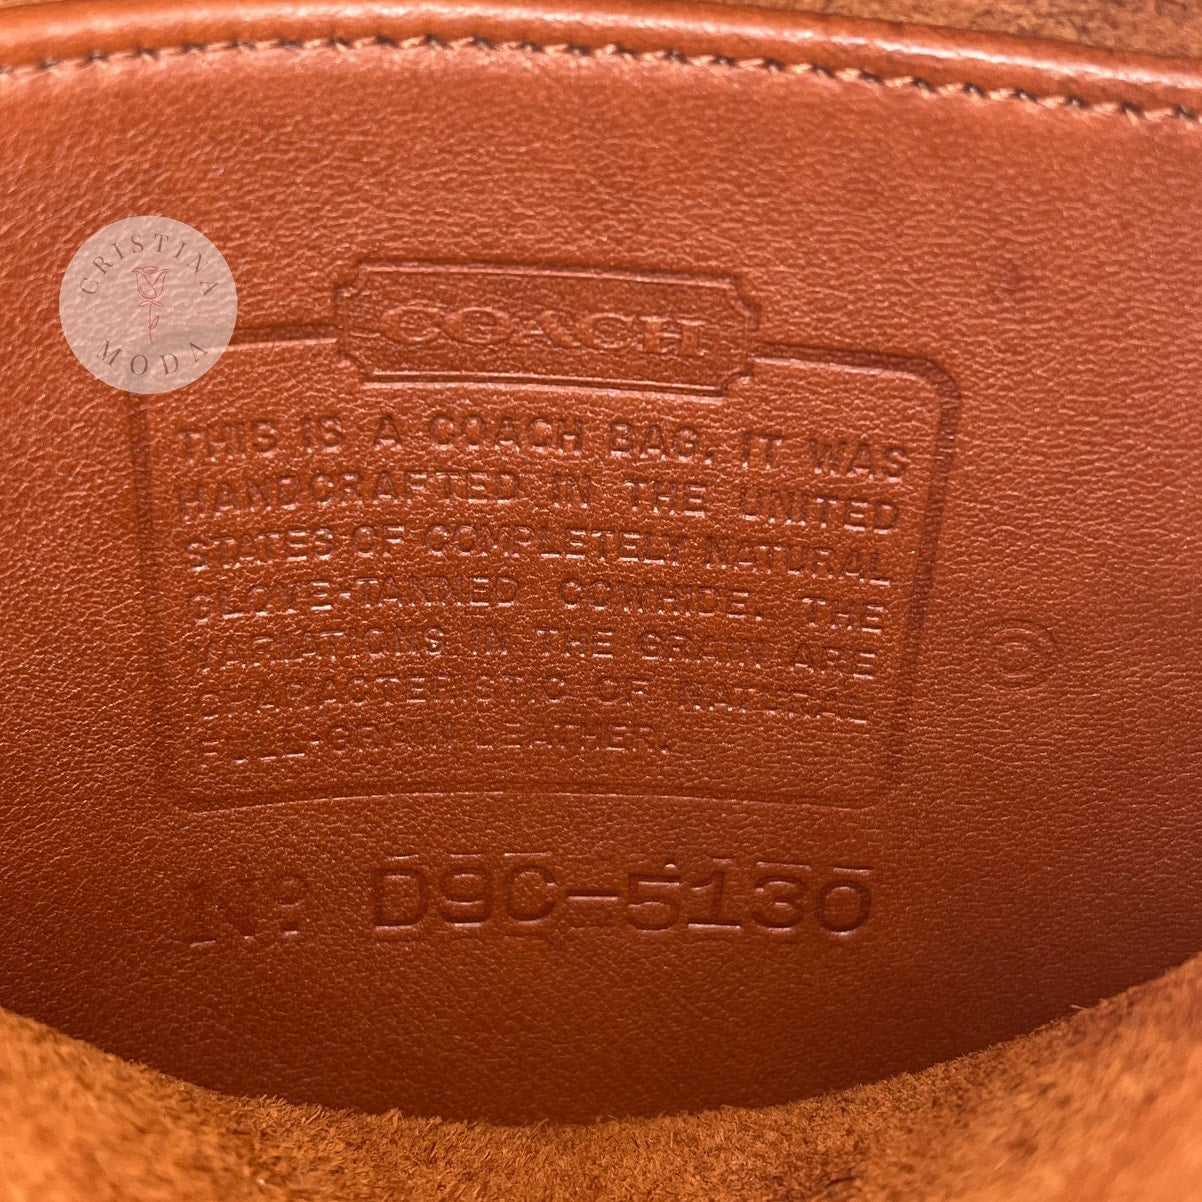 CRISTINA
MODA
COACH
THIS IS A COACH BAG. IT WAS
HANDCRAFTED IN THE UNITED
STATES OF COMPLETELY NATURAL
GLOVE-TANNED COWHIDE. THE
VARIATIONS IN THE GRAIN ARE
CHARACTERISTIC OF NATURAL
FULL-GRAIN LEATHER.
©
Nº D9C-5130